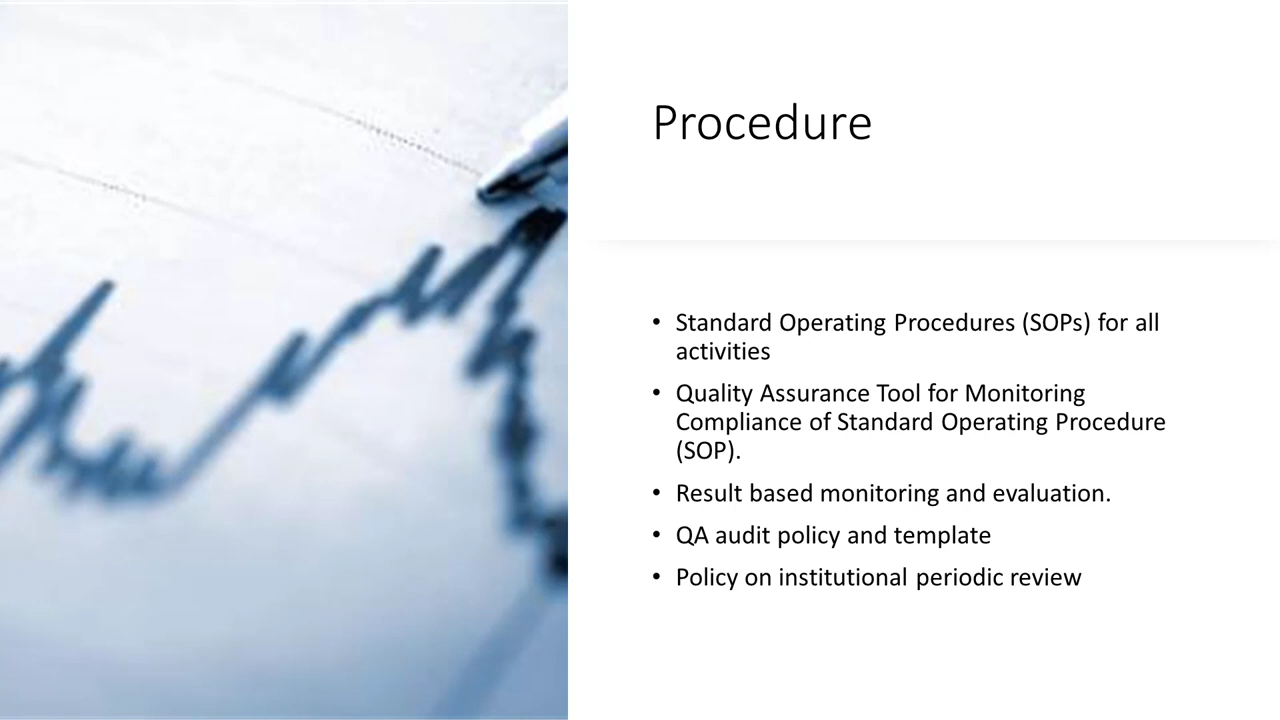 Procedure
• Standard Operating Procedures (SOPs) for all
activities
• Quality Assurance Tool for Monitoring
Compliance of Standard Operating Procedure
(SOP).
• Result based monitoring and evaluation.
• QA audit policy and template
• Policy on institutional periodic review